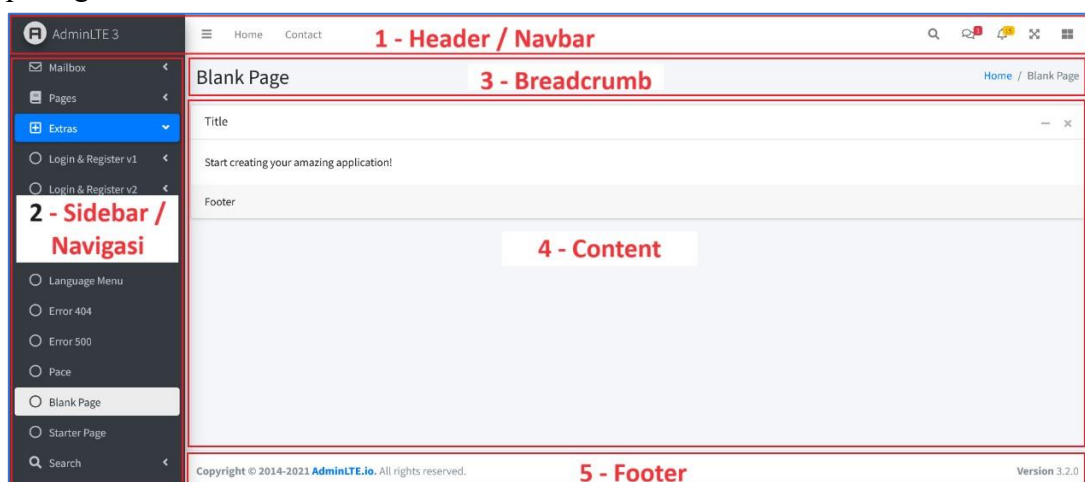 AdminLTE 3
Home Contact
1 - Header / Navbar
3
15
Mailbox
Pages
Extras
Login & Register v1
Login & Register v2
2 - Sidebar /
Navigasi
Language Menu
Error 404
Error 500
Pace
Blank Page
Starter Page
Search
Blank Page
3 - Breadcrumb
Home / Blank Page
Title
Start creating your amazing application!
Footer
4 - Content
Copyright © 2014-2021 AdminLTE.io. All rights reserved.
5 - Footer
Version 3.2.0